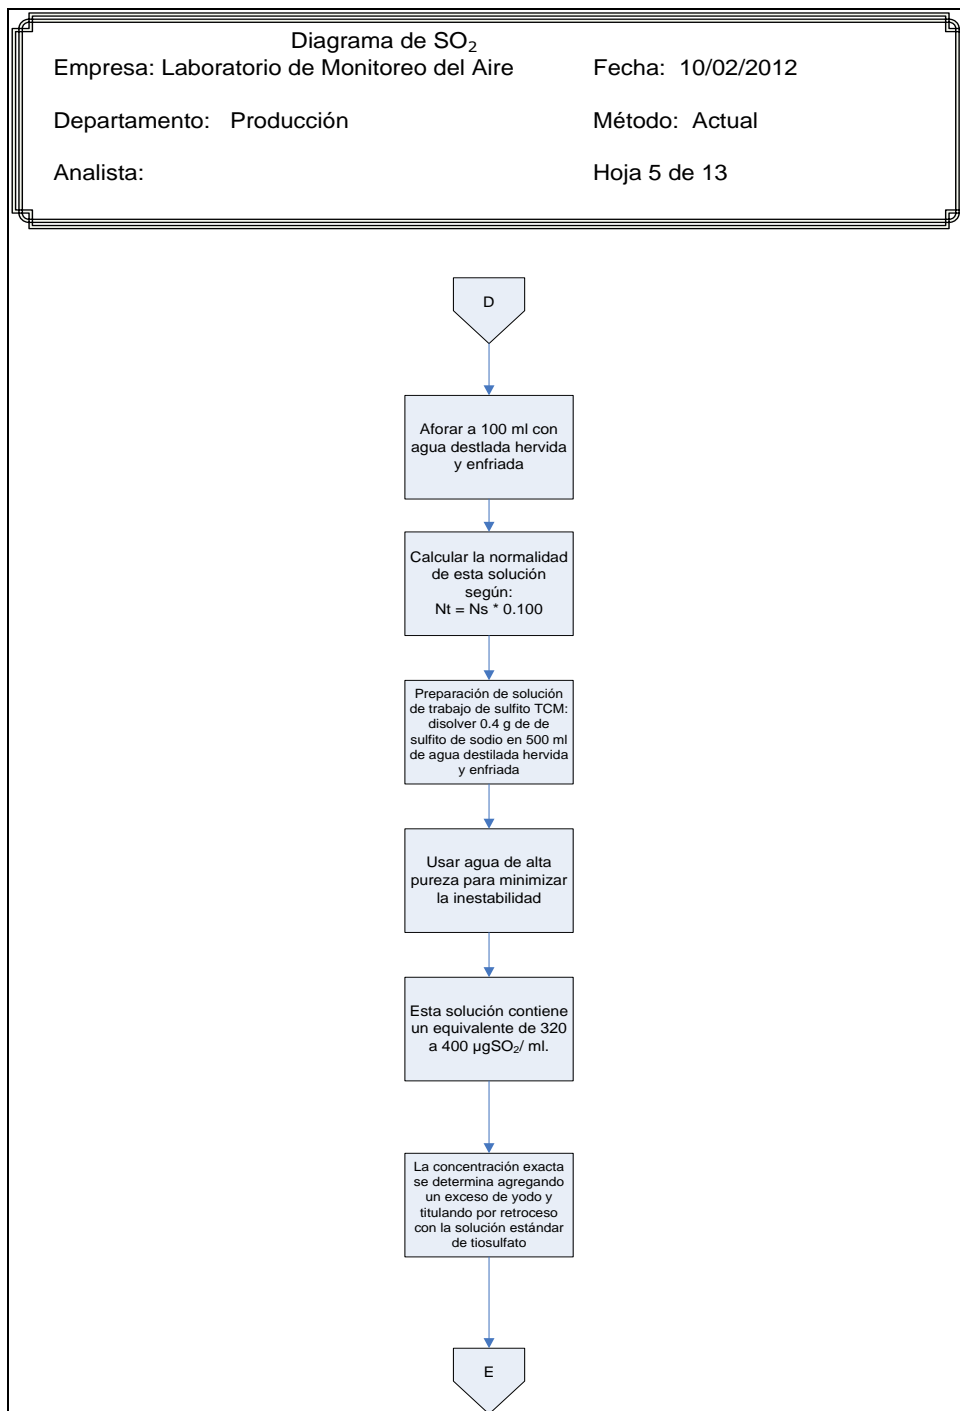 Diagrama de SO₂
Empresa: Laboratorio de Monitoreo del Aire Fecha: 10/02/2012
Departamento: Producción Método: Actual
Analista: Hoja 5 de 13
D
Aforar a 100 ml con
agua destlada hervida
y enfriada
Calcular la normalidad
de esta solución
según:
Nt = Ns * 0.100
Preparación de solución
de trabajo de sulfito TCM:
disolver 0.4 g de de
sulfito de sodio en 500 ml
de agua destilada hervida
y enfriada
Usar agua de alta
pureza para minimizar
la inestabilidad
Esta solución contiene
un equivalente de 320
a 400 µgSO₂/ ml.
La concentración exacta
se determina agregando
un exceso de yodo y
titulando por retroceso
con la solución estándar
de tiosulfato
E